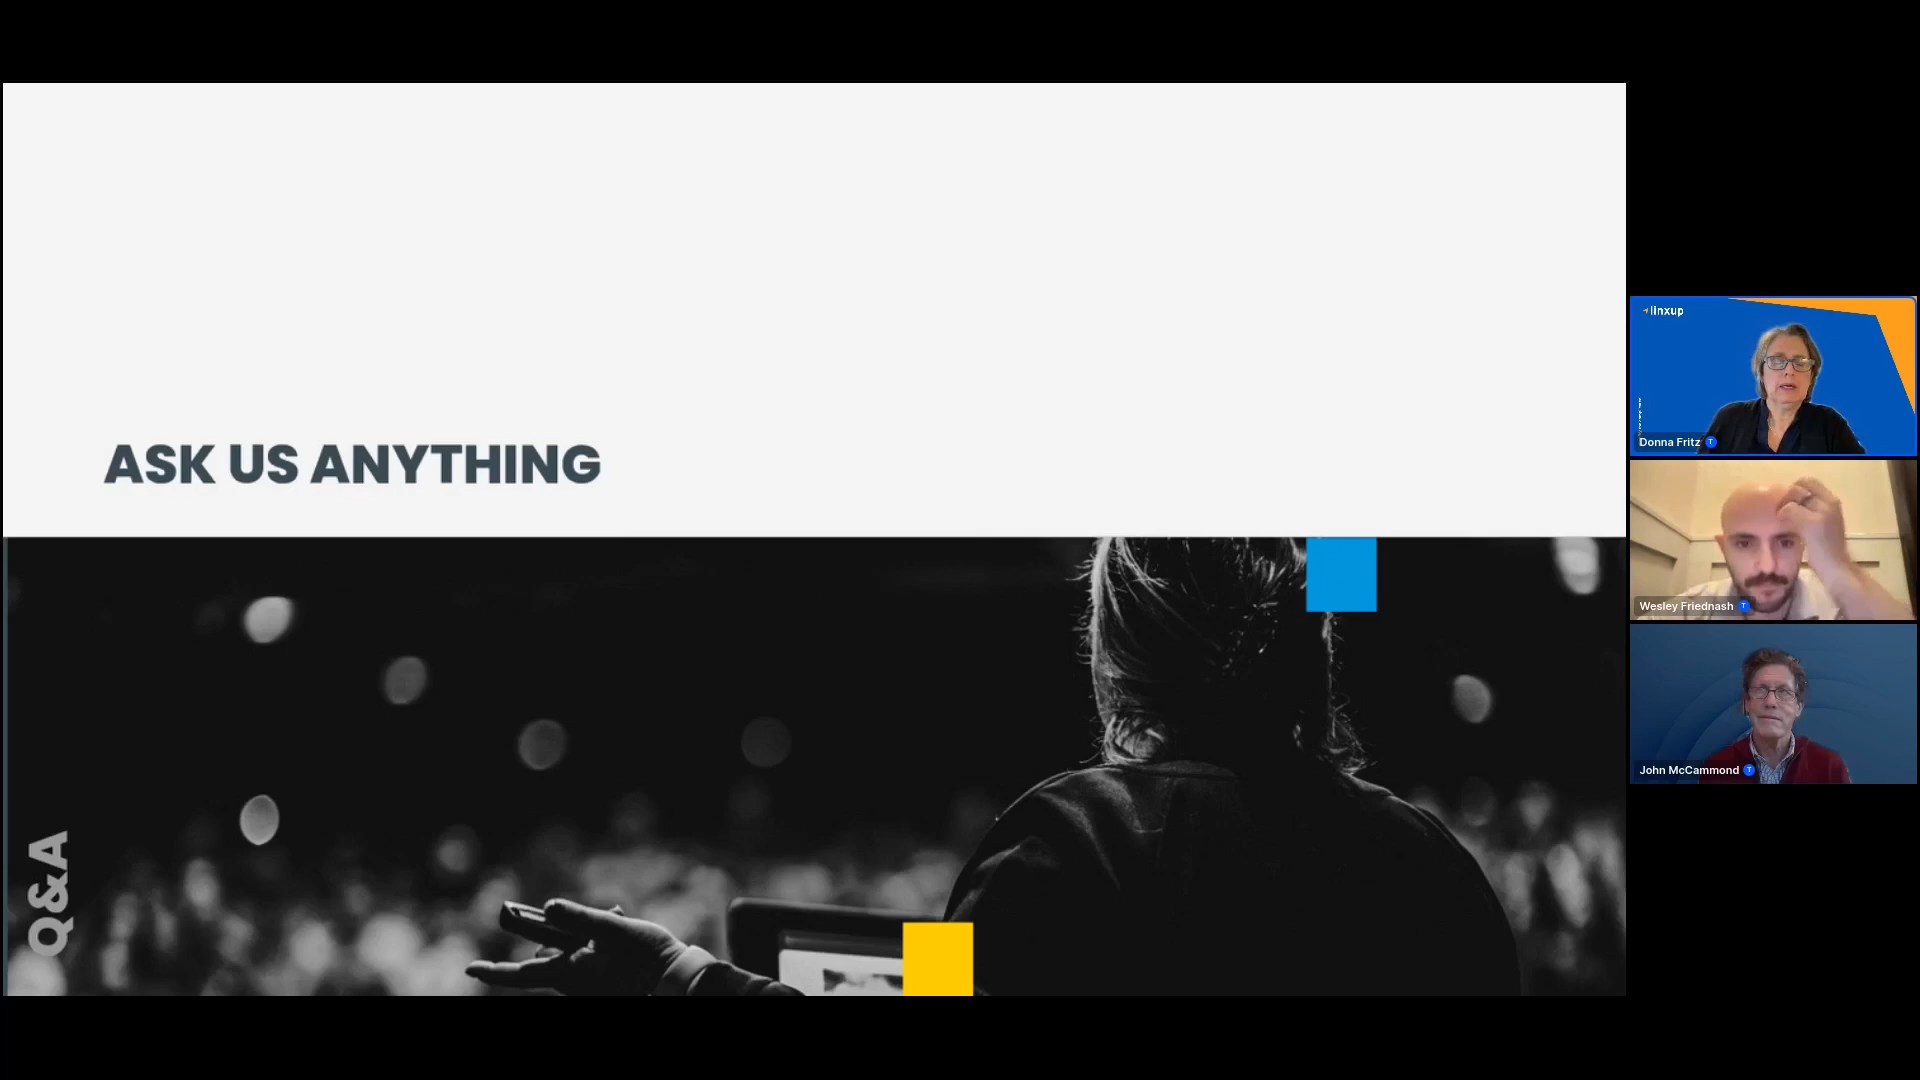 ASK US ANYTHING
Q&A
linxup
Donna Fritz T
Wesley Friednash T
John McCammond T